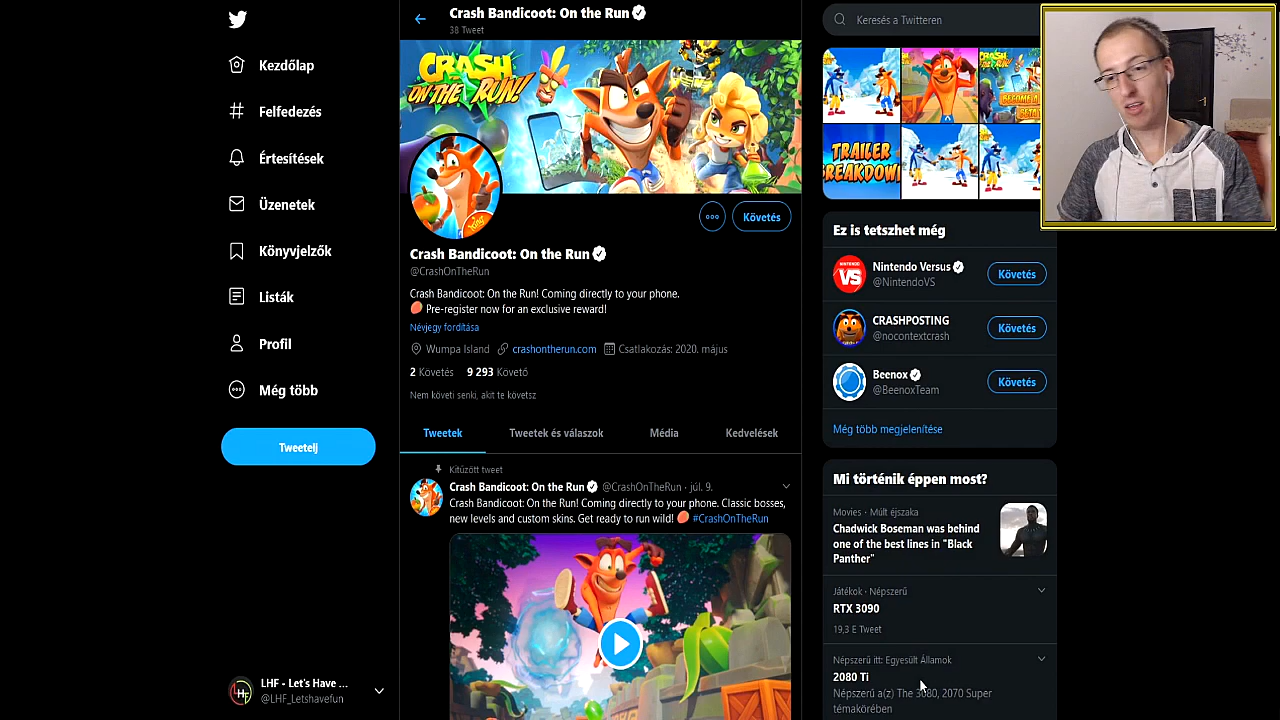 Kezdőlap
Felfedezés
Értesítések
Üzenetek
Könyvjelzők
Listák
Profil
Még több
Tweetelj
LHF - Let's Have ...
@LHF_Letshavefun
Crash Bandicoot: On the Run
38 Tweet
CRASH
ON THE RUN!
King
Követés
Crash Bandicoot: On the Run
@CrashOnTheRun
Crash Bandicoot: On the Run! Coming directly to your phone.
Pre-register now for an exclusive reward!
Névjegy fordítása
Wumpa Island crashontherun.com Csatlakozás: 2020. május
2 Követés 9 293 Követő
Nem követi senki, akit te követsz
Tweetek Tweetek és válaszok Média Kedvelések
Kitűzött tweet
Crash Bandicoot: On the Run @CrashOnTheRun · júl. 9.
Crash Bandicoot: On the Run! Coming directly to your phone. Classic bosses,
new levels and custom skins. Get ready to run wild! #CrashOnTheRun
Keresés a Twitteren
BECOME A
TRAILER
BREAKDOWN
Ez is tetszhet még
VS
Nintendo Versus
@NintendoVS
Követés
CRASHPOSTING
@nocontextcrash
Követés
Beenox
@BeenoxTeam
Követés
Még több megjelenítése
Mi történik éppen most?
Movies · Múlt éjszaka
Chadwick Boseman was behind
one of the best lines in "Black
Panther"
Játékok · Népszerű
RTX 3090
19,3 E Tweet
Népszerű itt: Egyesült Államok
2080 Ti
Népszerű a(z) The 3080, 2070 Super
témakörében